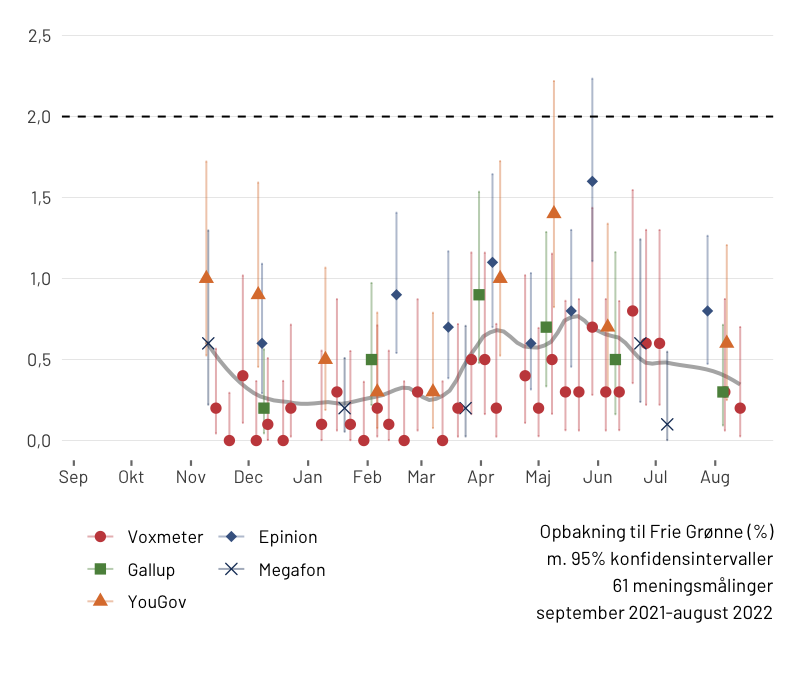 2,5
2,0
1,5
1,0
0,5
0,0
Sep Okt Nov Dec Jan Feb Mar Apr Maj Jun Jul Aug
Voxmeter Epinion
Gallup Megafon
YouGov
Opbakning til Frie Grønne (%)
m. 95% konfidensintervaller
61 meningsmålinger
september 2021-august 2022